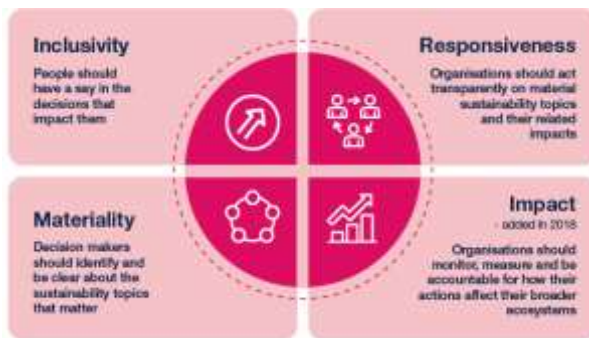 Inclusivity
People should
have a say in the
decisions that
impact them
Responsiveness
Organisations should act
transparently on material
sustainability topics
and their related
impacts
Materiality
Decision makers
should identify and
be clear about the
sustainability topics
that matter
Impact
added in 2018
Organisations should
monitor, measure and be
accountable for how their
actions affect their broader
ecosystems